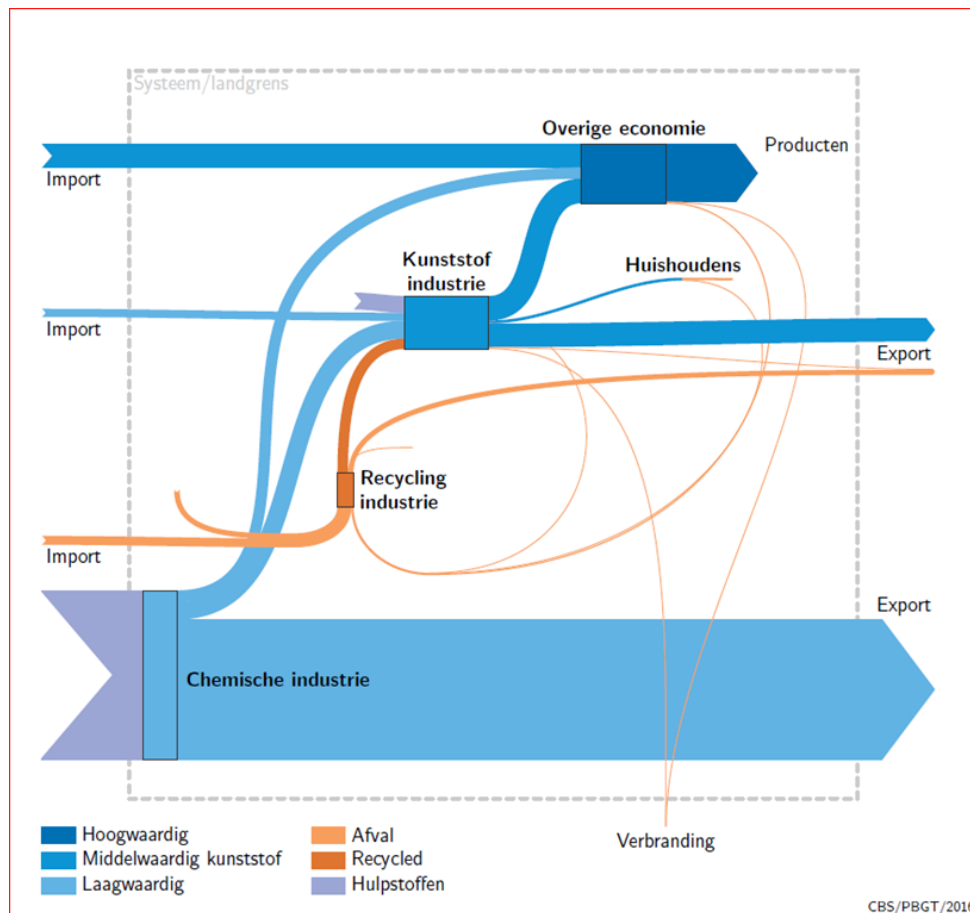 Systeem/landgrens
Overige economie
Producten
Import
Kunststof
industrie
Huishoudens
Import
Export
Recycling
industrie
Import
Export
Chemische industrie
Hoogwaardig
Middelwaardig kunststof
Laagwaardig
Afval
Recycled
Hulpstoffen
Verbranding
CBS/PBGT/2016